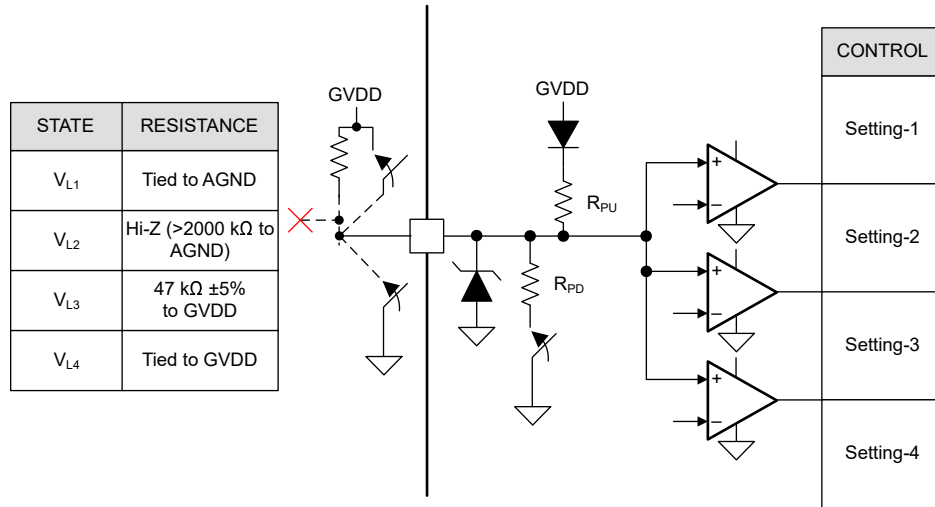 STATE RESISTANCE
V_L1 Tied to AGND
V_L2 Hi-Z (>2000 kΩ to
AGND)
V_L3 47 kΩ ±5%
to GVDD
V_L4 Tied to GVDD
GVDD
GVDD
R_PU
R_PD
+
−
+
−
+
−
CONTROL
Setting-1
Setting-2
Setting-3
Setting-4